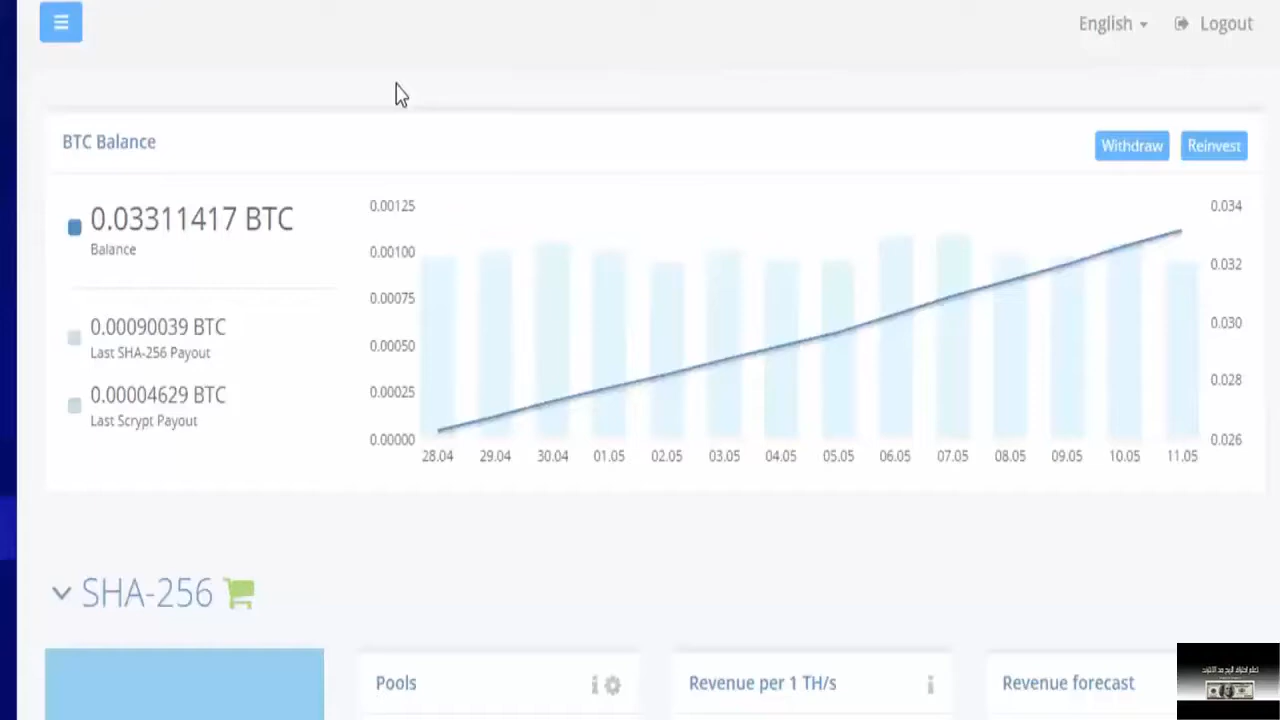 English
Logout
BTC Balance
Withdraw
Reinvest
0.03311417 BTC
Balance
0.00090039 BTC
Last SHA-256 Payout
0.00004629 BTC
Last Scrypt Payout
0.00125
0.00100
0.00075
0.00050
0.00025
0.00000
0.034
0.032
0.030
0.028
0.026
28.04 29.04 30.04 01.05 02.05 03.05 04.05 05.05 06.05 07.05 08.05 09.05 10.05 11.05
SHA-256
Pools
Revenue per 1 TH/s
Revenue forecast